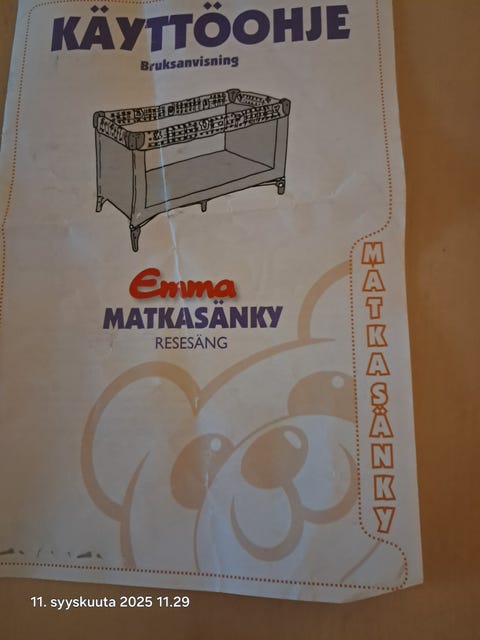 KÄYTTÖOHJE
Bruksanvisning
Emma
MATKASÄNKY
RESESÄNG
MATKASÄNKY
11. syyskuuta 2025 11.29